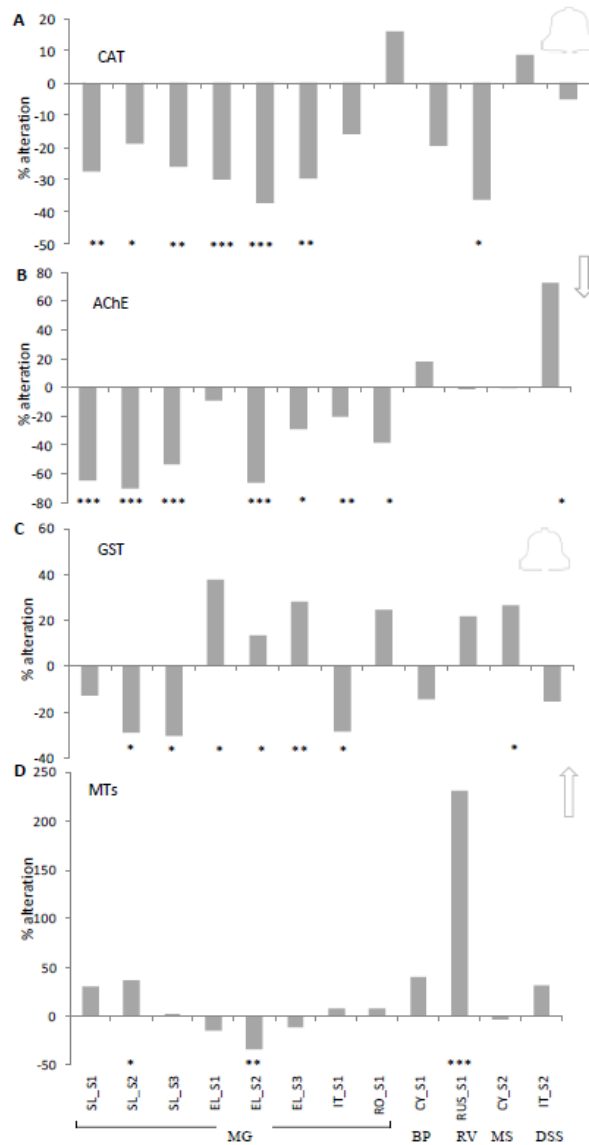 A
CAT
% alteration
20
10
0
-10
-20
-30
-40
-50
** * ** *** *** ** *
B
AChE
% alteration
80
60
40
20
0
-20
-40
-60
-80
*** *** *** *** * ** * *
C
GST
% alteration
60
40
20
0
-20
-40
* * * * ** * *
D
MTs
% alteration
250
200
150
100
50
0
-50
* ** ***
SL_S1 SL_S2 SL_S3 EL_S1 EL_S2 EL_S3 IT_S1 RO_S1 CY_S1 RUS_S1 CY_S2 IT_S2
MG BP RV MS DSS